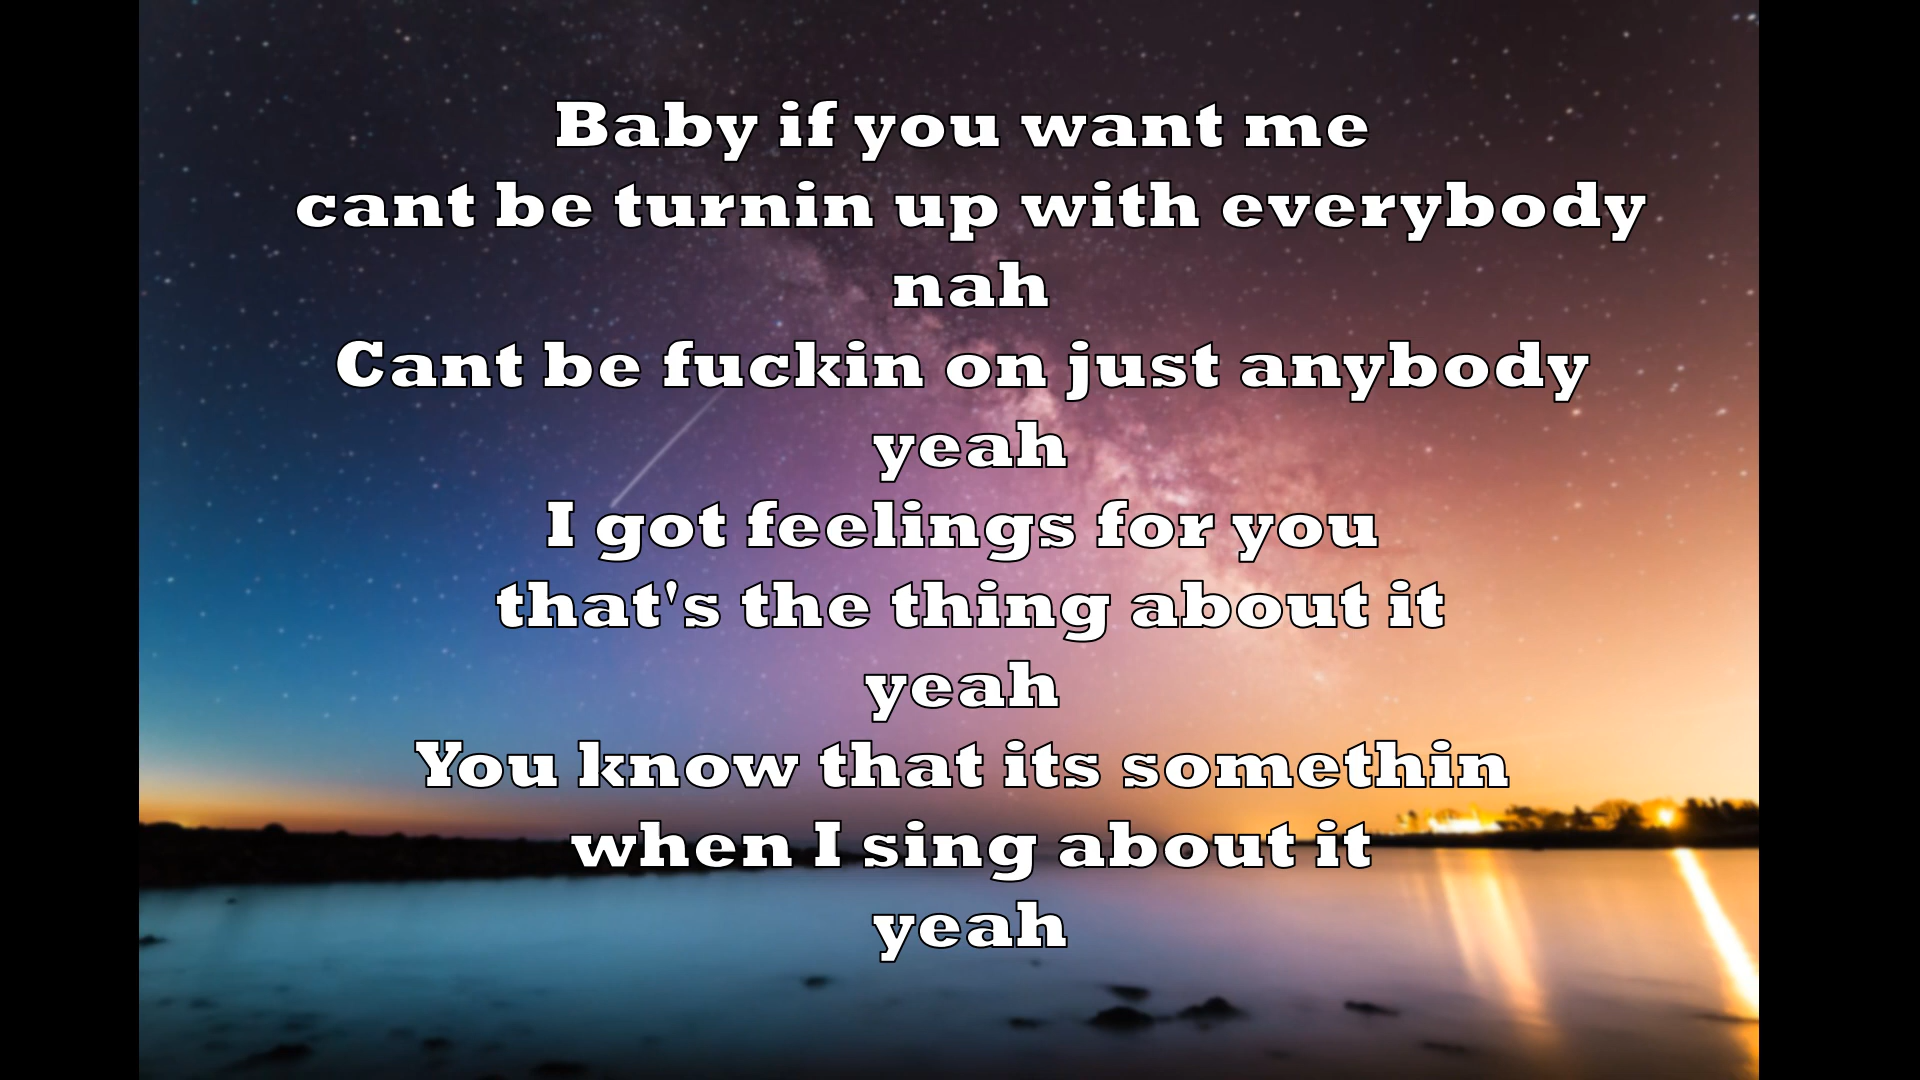 Baby if you want me
cant be turnin up with everybody
nah
Cant be fuckin on just anybody
yeah
I got feelings for you
that's the thing about it
yeah
You know that its somethin
when I sing about it
yeah